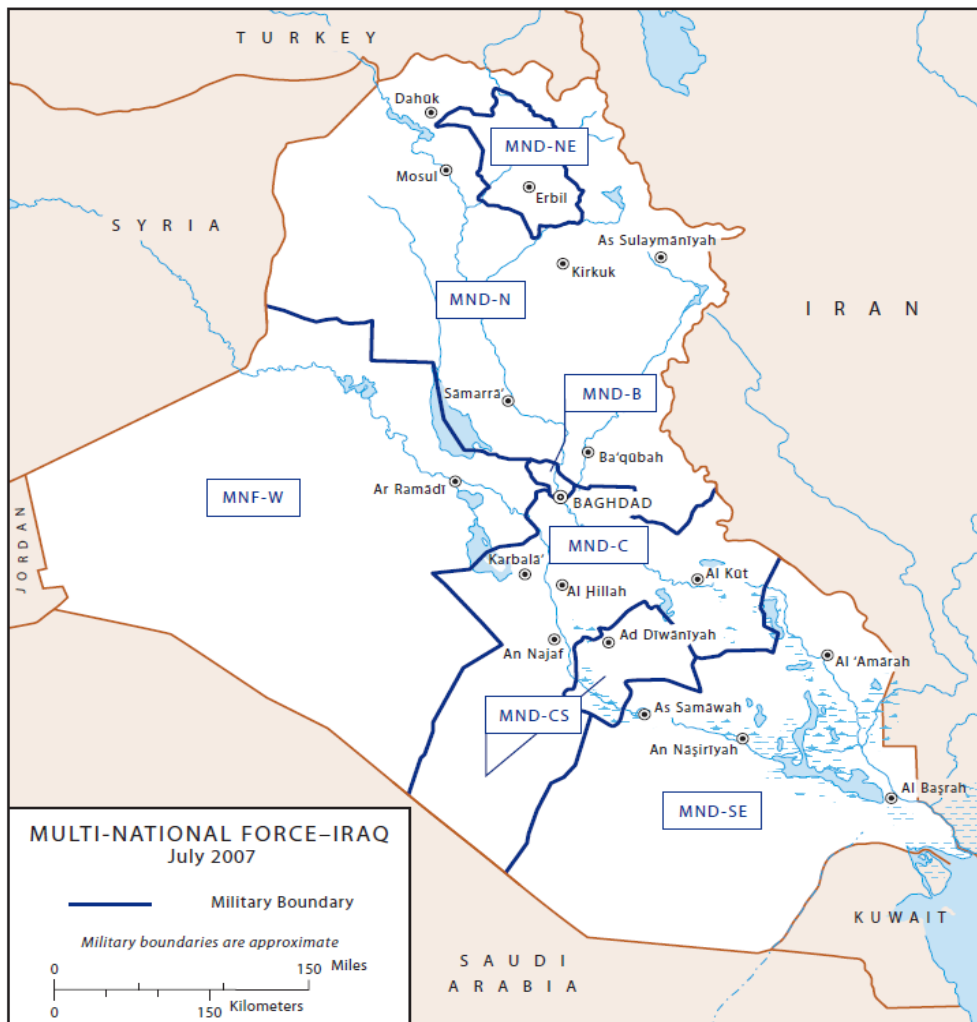 TURKEY
Dahūk
MND-NE
Mosul
Erbil
SYRIA
As Sulaymānīyah
Kirkuk
IRAN
MND-N
MND-B
Sāmarrā’
Ba‘qūbah
MNF-W
Ar Ramādī
BAGHDAD
JORDAN
MND-C
Karbalā’
Al Kūt
Al Ḩillah
An Najaf
Ad Dīwānīyah
Al ‘Amārah
MND-CS
As Samāwah
An Nāşirīyah
Al Başrah
MND-SE
MULTI-NATIONAL FORCE–IRAQ
July 2007
Military Boundary
Military boundaries are approximate
0 150 Miles
0 150 Kilometers
KUWAIT
SAUDI
ARABIA